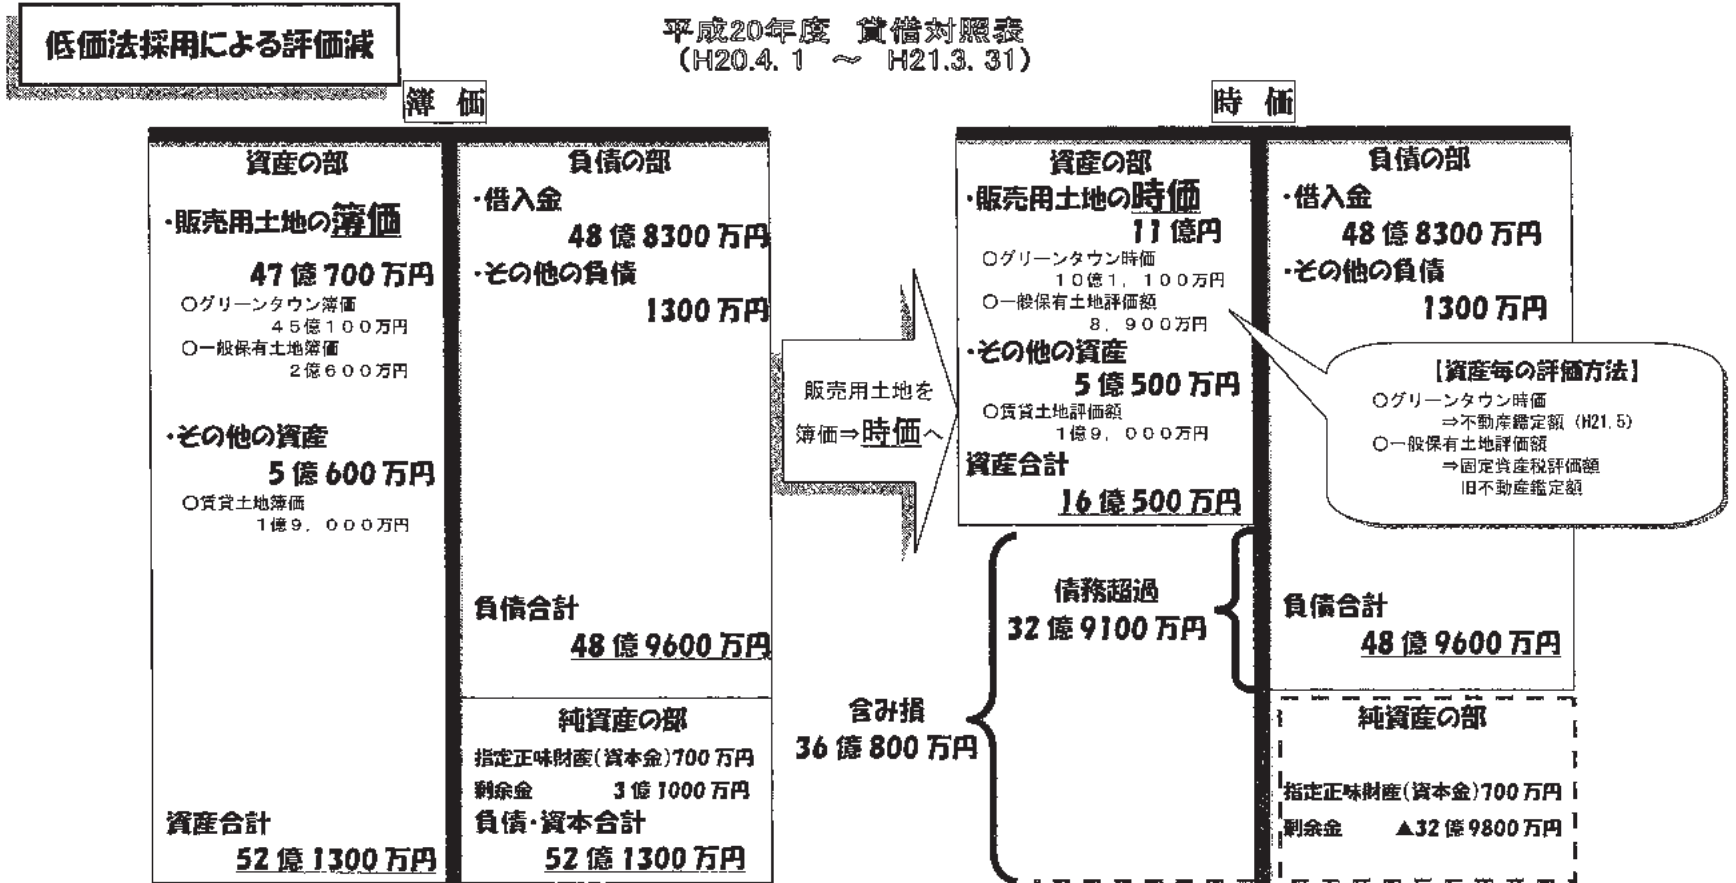 低価法採用による評価減
平成20年度 貸借対照表
(H20.4.1 ～ H21.3.31)
簿 価
資産の部
・販売用土地の簿価
47億700万円
○グリーンタウン簿価
45億100万円
○一般保有土地簿価
2億600万円
・その他の資産
5億600万円
○賃貸土地簿価
1億9,000万円
資産合計
52億1300万円
負債の部
・借入金
48億8300万円
・その他の負債
1300万円
負債合計
48億9600万円
純資産の部
指定正味財産(資本金)700万円
剰余金 3億1000万円
負債・資本合計
52億1300万円
販売用土地を
簿価⇒時価へ
時 価
資産の部
・販売用土地の時価
11億円
○グリーンタウン時価
10億1,100万円
○一般保有土地評価額
8,900万円
・その他の資産
5億500万円
○賃貸土地評価額
1億9,000万円
資産合計
16億500万円
債務超過
32億9100万円
含み損
36億800万円
負債の部
・借入金
48億8300万円
・その他の負債
1300万円
【資産毎の評価方法】
○グリーンタウン時価
⇒不動産鑑定額(H21.5)
○一般保有土地評価額
⇒固定資産税評価額
旧不動産鑑定額
負債合計
48億9600万円
純資産の部
指定正味財産(資本金)700万円
剰余金 ▲32億9800万円